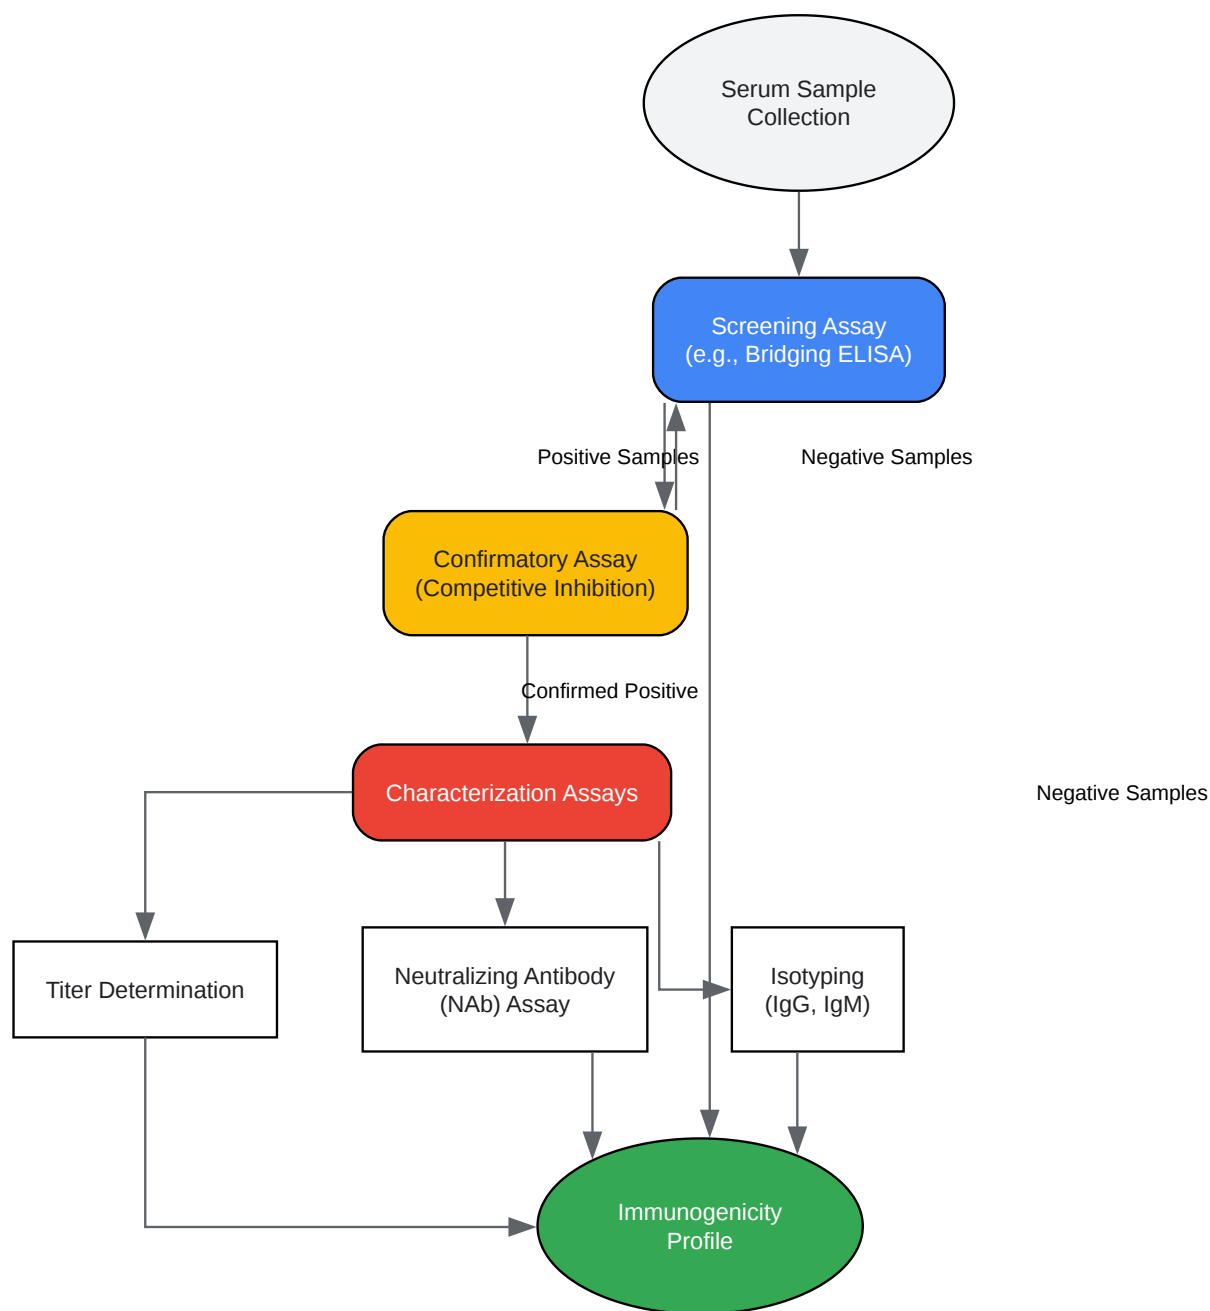 Serum Sample
Collection
Screening Assay
(e.g., Bridging ELISA)
Positive Samples
Negative Samples
Confirmatory Assay
(Competitive Inhibition)
Confirmed Positive
Characterization Assays
Negative Samples
Titer Determination
Neutralizing Antibody
(NAb) Assay
Isotyping
(IgG, IgM)
Immunogenicity
Profile